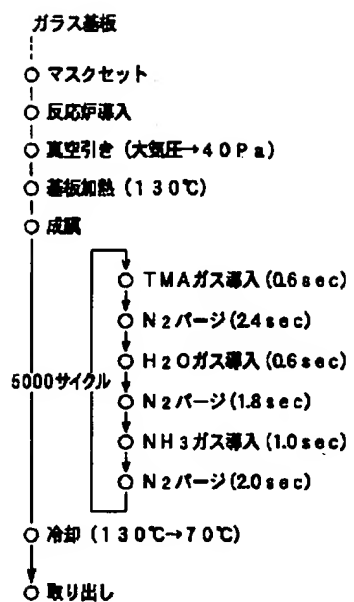 ガラス基板
マスクセット
反応炉導入
真空引き (大気圧→40Pa)
基板加熱 (130℃)
成膜
TMAガス導入 (0.6sec)
N2パージ (2.4sec)
H2Oガス導入 (0.6sec)
5000サイクル
N2パージ (1.8sec)
NH3ガス導入 (1.0sec)
N2パージ (2.0sec)
冷却 (130℃→70℃)
取り出し